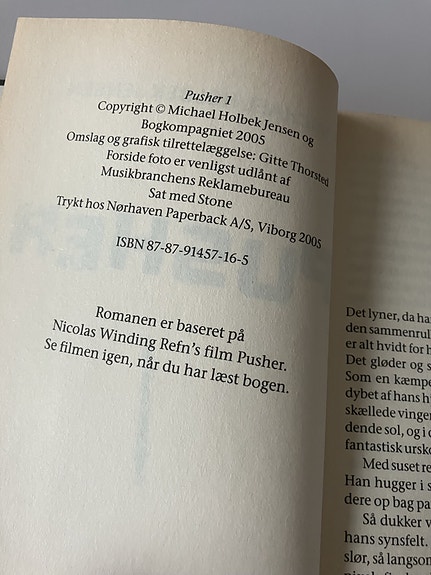 Pusher 1
Copyright © Michael Holbek Jensen og
Bogkompagniet 2005
Omslag og grafisk tilrettelæggelse: Gitte Thorsted
Forside foto er venligst udlånt af
Musikbranchens Reklamebureau
Sat med Stone
Trykt hos Nørhaven Paperback A/S, Viborg 2005
ISBN 87-87-91457-16-5
Romanen er baseret på
Nicolas Winding Refn's film Pusher.
Se filmen igen, når du har læst bogen.
Det lyner, da ha
den sammenrull
er alt hvidt for h
Det gløder og s
Som en kæmpe
dybet af hans h
skællede vinger
dende sol, og i d
fantastisk ursko
Med suset re
Han hugger i s
dere op bag pa
Så dukker v
hans synsfelt.
slør, så langsom